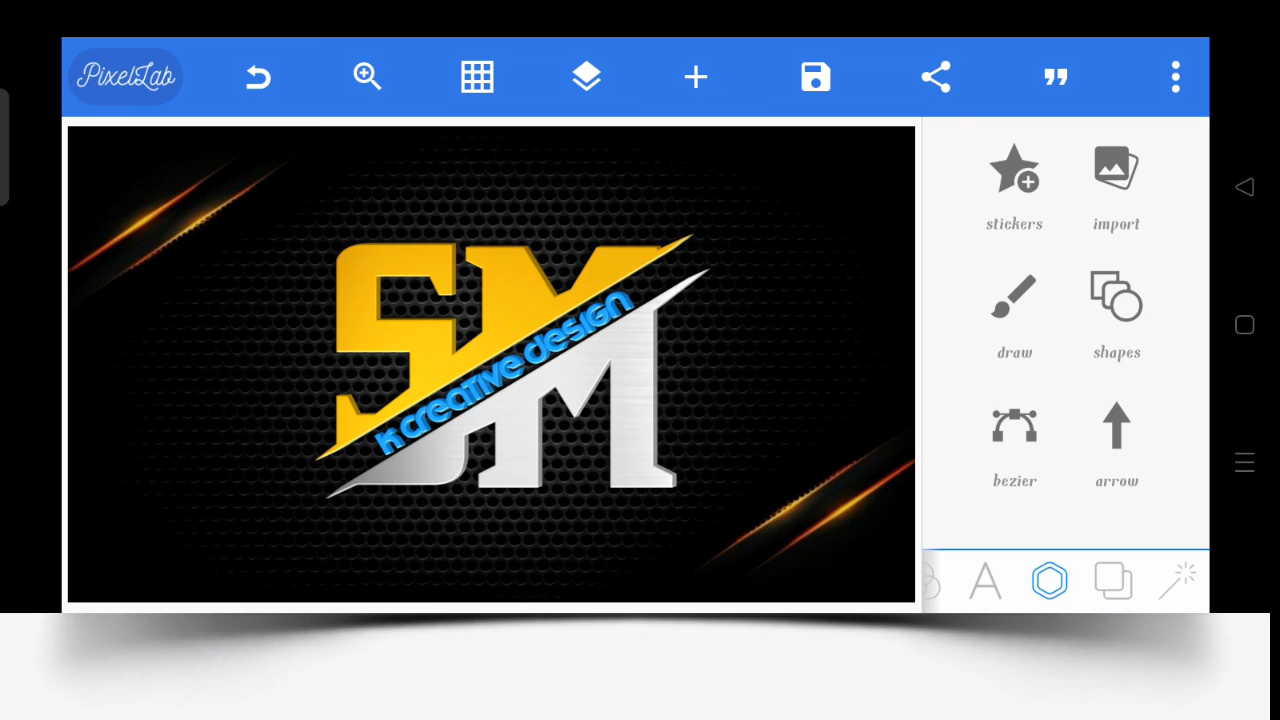 PixelLab
stickers
import
draw
shapes
bezier
arrow
SM
K creative design
A